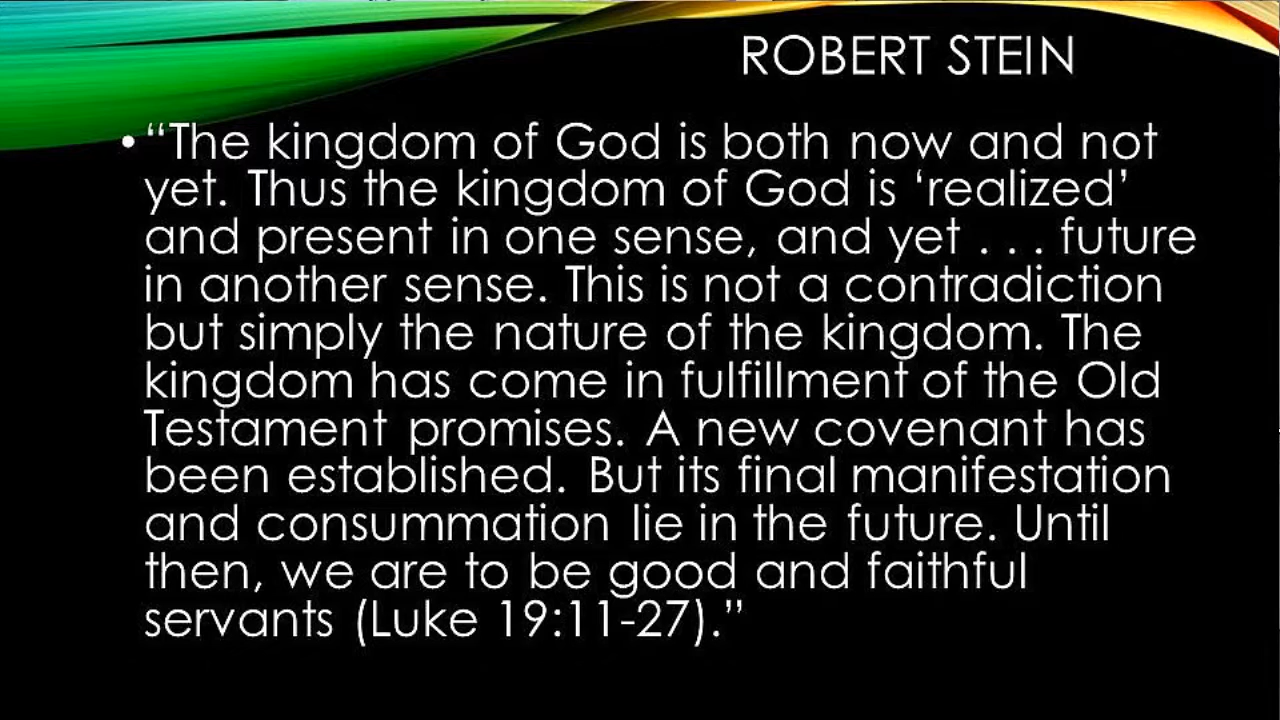 ROBERT STEIN
• “The kingdom of God is both now and not
yet. Thus the kingdom of God is ‘realized’
and present in one sense, and yet . . . future
in another sense. This is not a contradiction
but simply the nature of the kingdom. The
kingdom has come in fulfillment of the Old
Testament promises. A new covenant has
been established. But its final manifestation
and consummation lie in the future. Until
then, we are to be good and faithful
servants (Luke 19:11-27).”